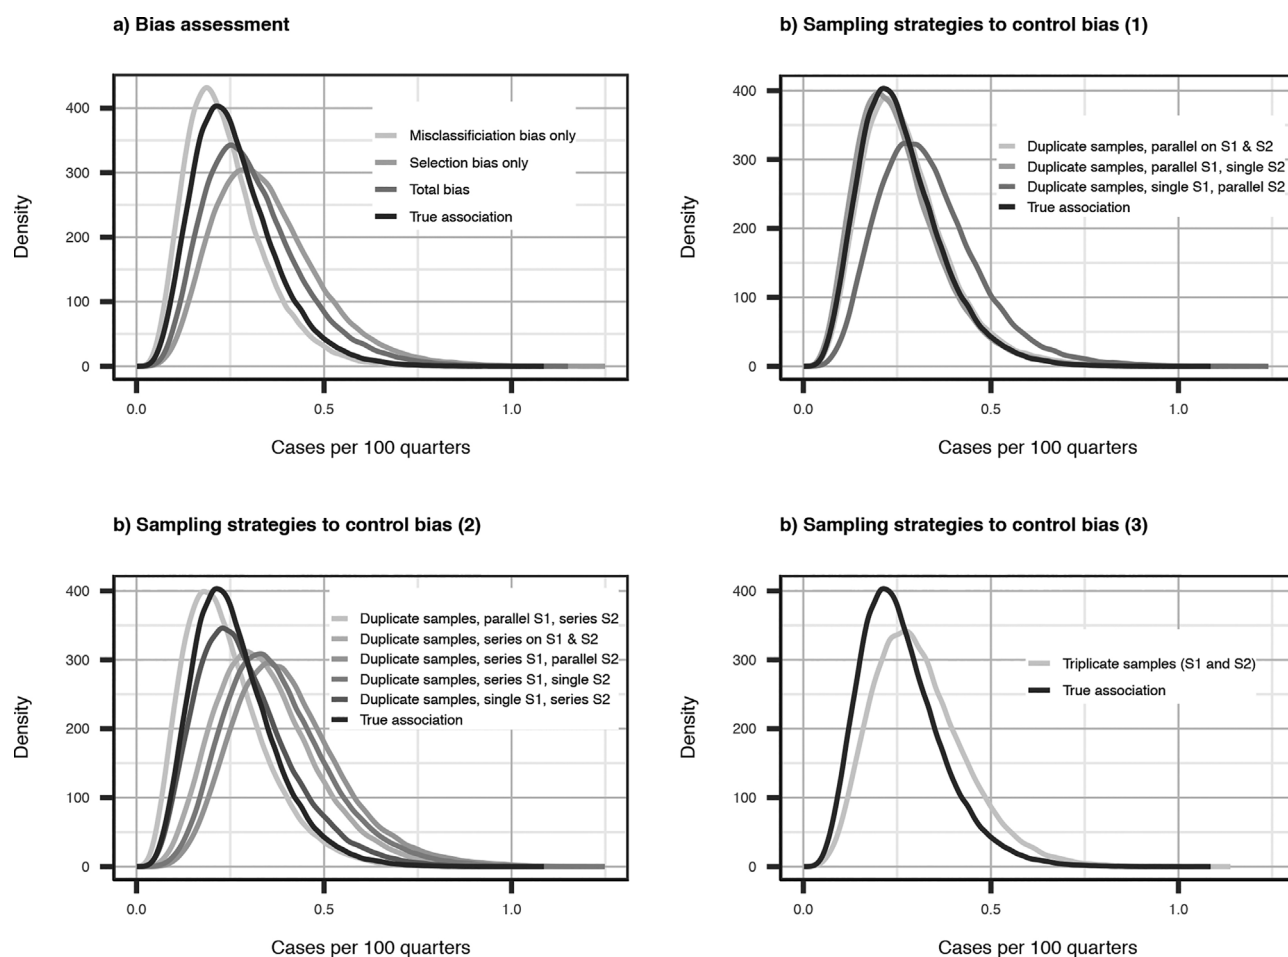 a) Bias assessment
400
300
200
100
0
Density
Misclassificiation bias only
Selection bias only
Total bias
True association
0.0
0.5
1.0
Cases per 100 quarters
b) Sampling strategies to control bias (1)
400
300
200
100
0
Density
Duplicate samples, parallel on S1 & S2
Duplicate samples, parallel S1, single S2
Duplicate samples, single S1, parallel S2
True association
0.0
0.5
1.0
Cases per 100 quarters
b) Sampling strategies to control bias (2)
400
300
200
100
0
Density
Duplicate samples, parallel S1, series S2
Duplicate samples, series on S1 & S2
Duplicate samples, series S1, parallel S2
Duplicate samples, series S1, single S2
Duplicate samples, single S1, series S2
True association
0.0
0.5
1.0
Cases per 100 quarters
b) Sampling strategies to control bias (3)
400
300
200
100
0
Density
Triplicate samples (S1 and S2)
True association
0.0
0.5
1.0
Cases per 100 quarters